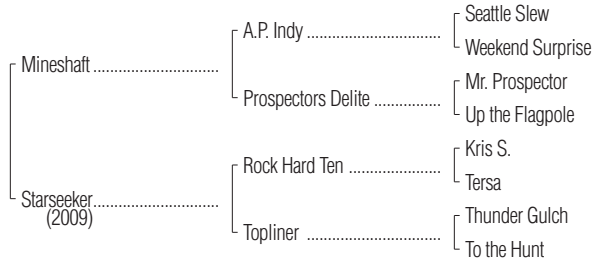 Seattle Slew
A.P. Indy ..............................
Weekend Surprise
Mineshaft ............................
Mr. Prospector
Prospectors Delite ...............
Up the Flagpole
Kris S.
Rock Hard Ten .....................
Tersa
Starseeker............................
(2009)
Thunder Gulch
Topliner ..............................
To the Hunt